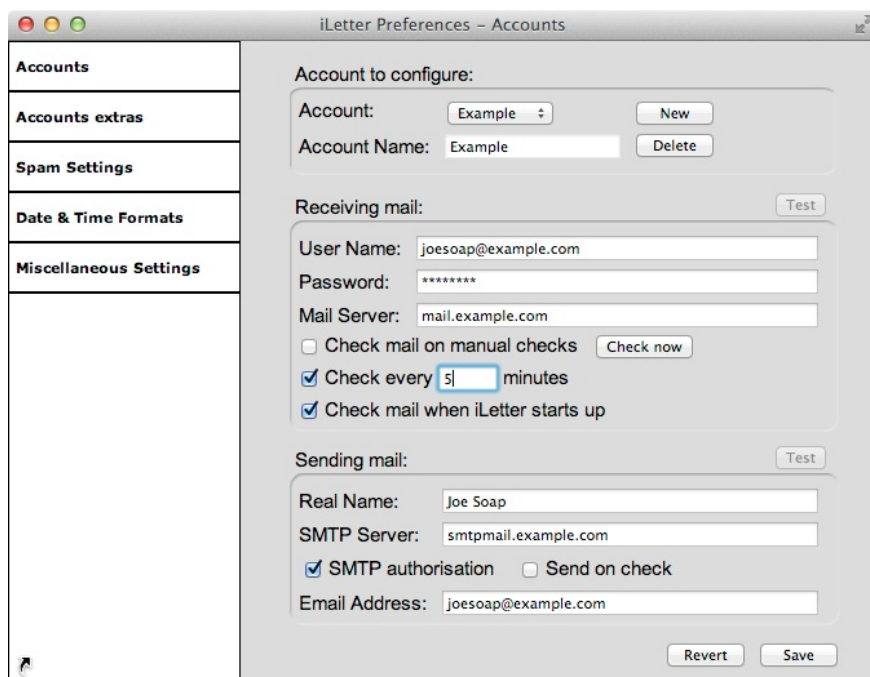 iLetter Preferences – Accounts
Accounts
Accounts extras
Spam Settings
Date & Time Formats
Miscellaneous Settings
Account to configure:
Account: Example New
Account Name: Example Delete
Receiving mail: Test
User Name: joesoap@example.com
Password: ********
Mail Server: mail.example.com
Check mail on manual checks Check now
Check every 5 minutes
Check mail when iLetter starts up
Sending mail: Test
Real Name: Joe Soap
SMTP Server: smtpmail.example.com
SMTP authorisation Send on check
Email Address: joesoap@example.com
Revert Save